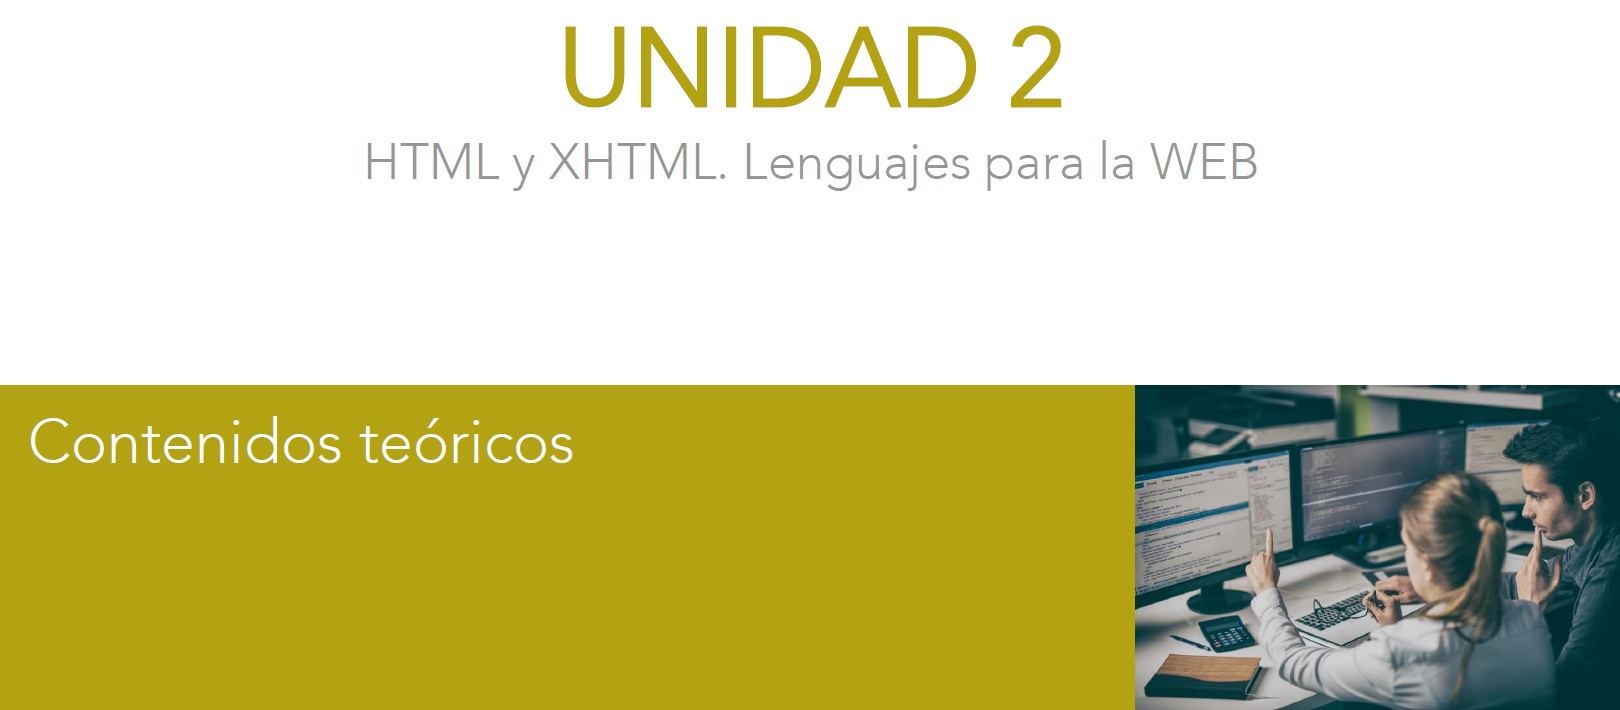 UNIDAD 2
HTML y XHTML. Lenguajes para la WEB
Contenidos teóricos